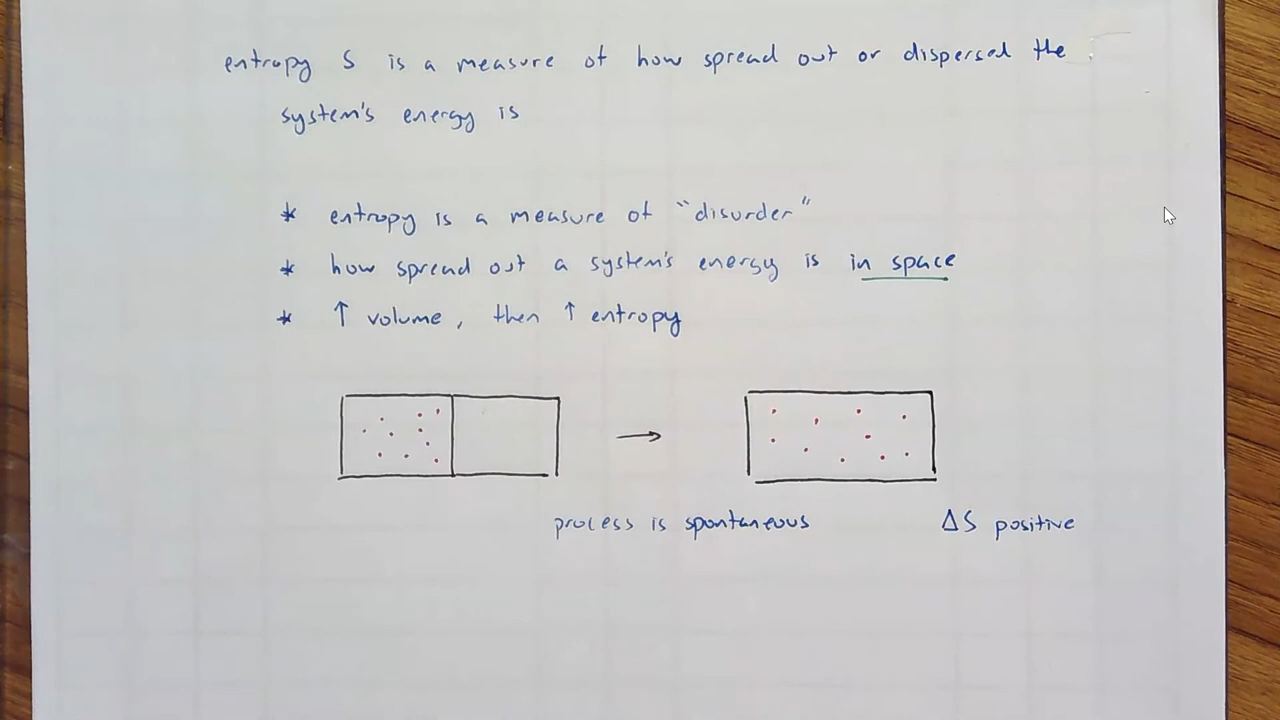 entropy S is a measure of how spread out or dispersed the
system's energy is
* entropy is a measure of "disorder"
* how spread out a system's energy is in space
* ↑ volume, then ↑ entropy
→
process is spontaneous ΔS positive